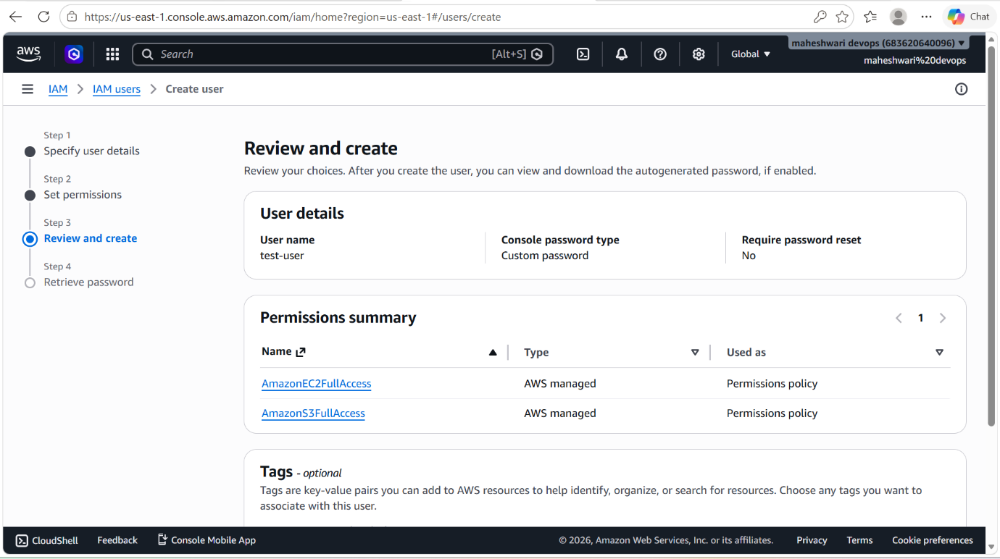 https://us-east-1.console.aws.amazon.com/iam/home?region=us-east-1#/users/create
Chat
aws
Search
[Alt+S]
Global
maheshwari devops (683620640096)
maheshwari%20devops
IAM
IAM users
Create user
Step 1
Specify user details
Step 2
Set permissions
Step 3
Review and create
Step 4
Retrieve password
Review and create
Review your choices. After you create the user, you can view and download the autogenerated password, if enabled.
User details
User name
test-user
Console password type
Custom password
Require password reset
No
Permissions summary
1
Name
Type
Used as
AmazonEC2FullAccess
AWS managed
Permissions policy
AmazonS3FullAccess
AWS managed
Permissions policy
Tags - optional
Tags are key-value pairs you can add to AWS resources to help identify, organize, or search for resources. Choose any tags you want to
associate with this user.
CloudShell
Feedback
Console Mobile App
© 2026, Amazon Web Services, Inc. or its affiliates.
Privacy
Terms
Cookie preferences